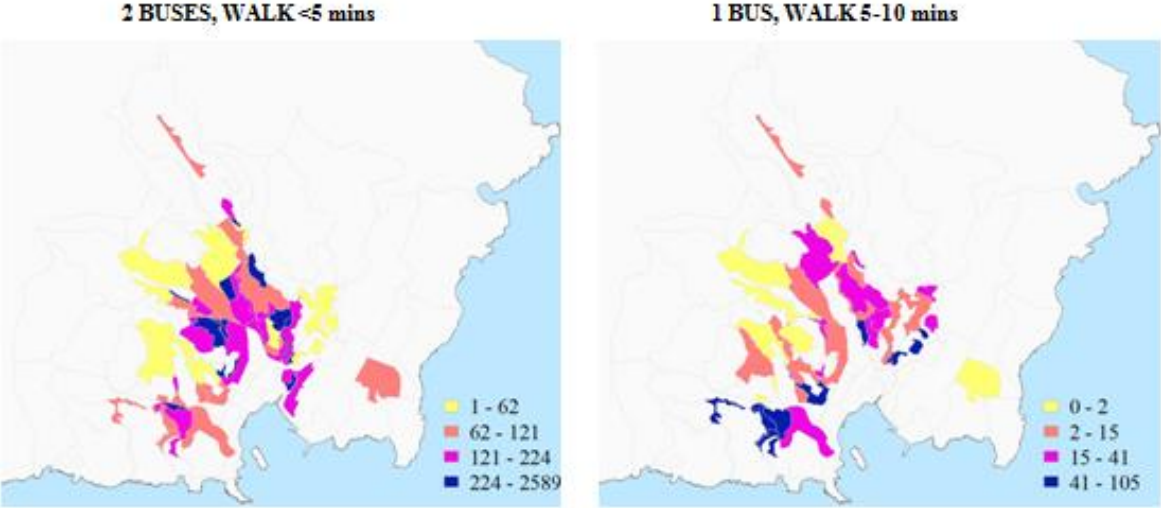 2 BUSES, WALK <5 mins
1 - 62
62 - 121
121 - 224
224 - 2589
1 BUS, WALK 5-10 mins
0 - 2
2 - 15
15 - 41
41 - 105